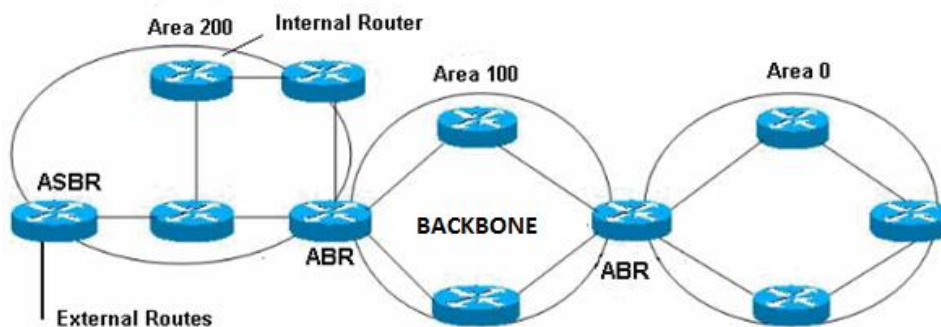 Area 200
Internal Router
Area 100
Area 0
ASBR
BACKBONE
ABR
ABR
External Routes